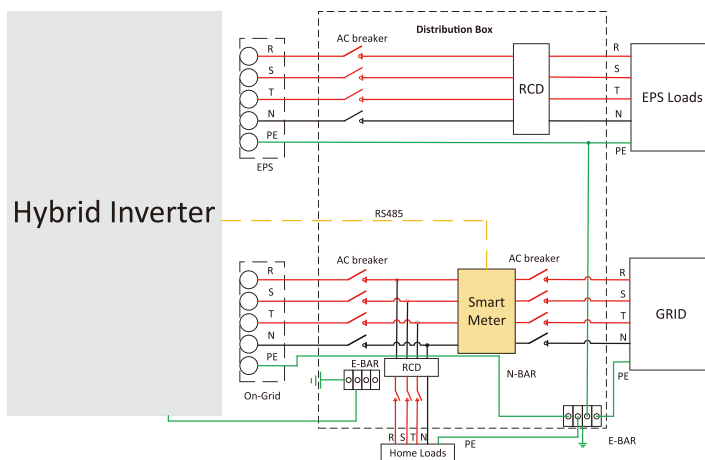 Distribution Box
AC breaker
R
S
T
N
PE
EPS
RCD
R
S
T
N
PE
EPS Loads
Hybrid Inverter
RS485
AC breaker
AC breaker
R
S
T
N
PE
On-Grid
Smart
Meter
R
S
T
N
PE
GRID
E-BAR
RCD
N-BAR
R S T N
PE
E-BAR
Home Loads